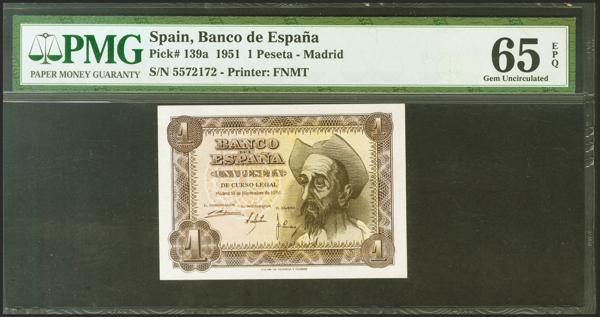 PMG
PAPER MONEY GUARANTY
Spain, Banco de España
Pick# 139a 1951 1 Peseta - Madrid
S/N 5572172 - Printer: FNMT
65 EPQ
Gem Uncirculated
1
BANCO
DE
ESPAÑA
UNA PESETA
DE CURSO LEGAL
1
1